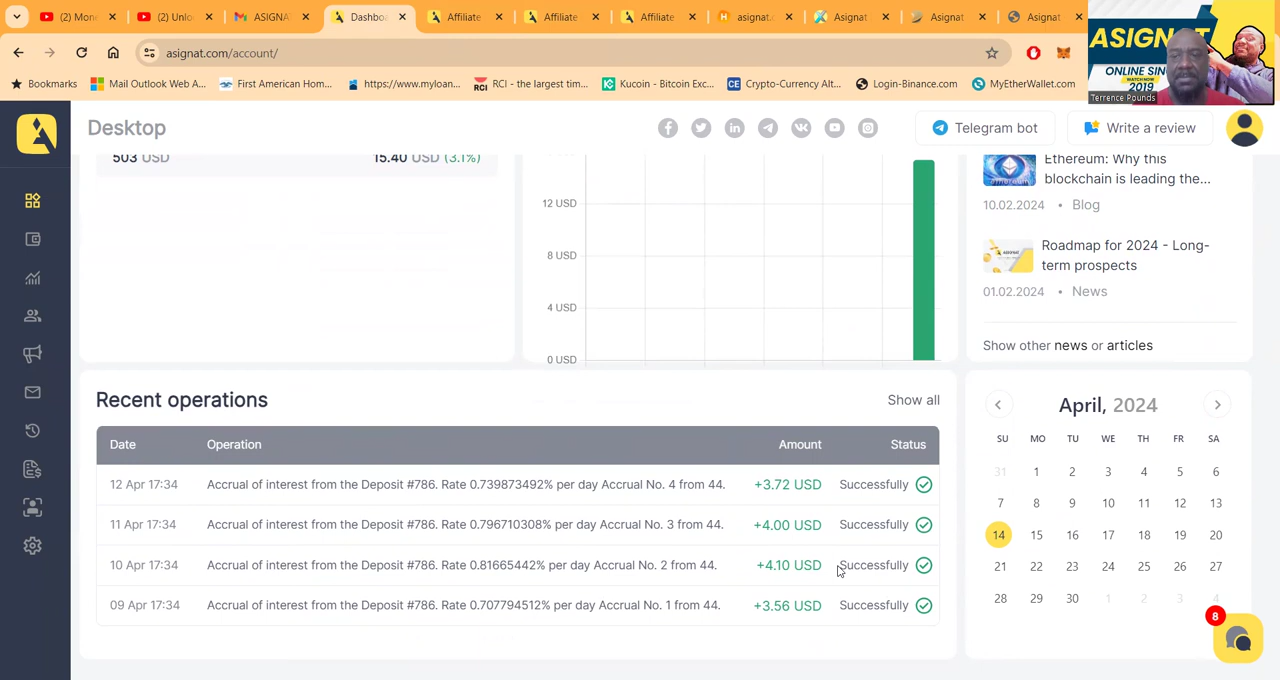 (2) Mon
(2) Unlo
ASIGNA
Dashbo
Affiliate
Affiliate
Affiliate
asignat.c
Asignat
Asignat
Asignat
asignat.com/account/
Bookmarks
Mail Outlook Web A...
First American Hom...
https://www.myloan...
RCI - the largest tim...
Kucoin - Bitcoin Exc...
Crypto-Currency Alt...
Login-Binance.com
MyEtherWallet.com
ASIGNAT
ONLINE SINCE
WATCH NOW
2019
Terrence Pounds
Desktop
Telegram bot
Write a review
503 USD
15.40 USD (3.1%)
12 USD
8 USD
4 USD
0 USD
Ethereum: Why this
blockchain is leading the...
10.02.2024 • Blog
Roadmap for 2024 - Long-
term prospects
01.02.2024 • News
Show other news or articles
Recent operations
Show all
Date Operation Amount Status
12 Apr 17:34 Accrual of interest from the Deposit #786. Rate 0.739873492% per day Accrual No. 4 from 44. +3.72 USD Successfully
11 Apr 17:34 Accrual of interest from the Deposit #786. Rate 0.796710308% per day Accrual No. 3 from 44. +4.00 USD Successfully
10 Apr 17:34 Accrual of interest from the Deposit #786. Rate 0.81665442% per day Accrual No. 2 from 44. +4.10 USD Successfully
09 Apr 17:34 Accrual of interest from the Deposit #786. Rate 0.707794512% per day Accrual No. 1 from 44. +3.56 USD Successfully
April, 2024
SU MO TU WE TH FR SA
31 1 2 3 4 5 6
7 8 9 10 11 12 13
14 15 16 17 18 19 20
21 22 23 24 25 26 27
28 29 30 1 2 3 4
8